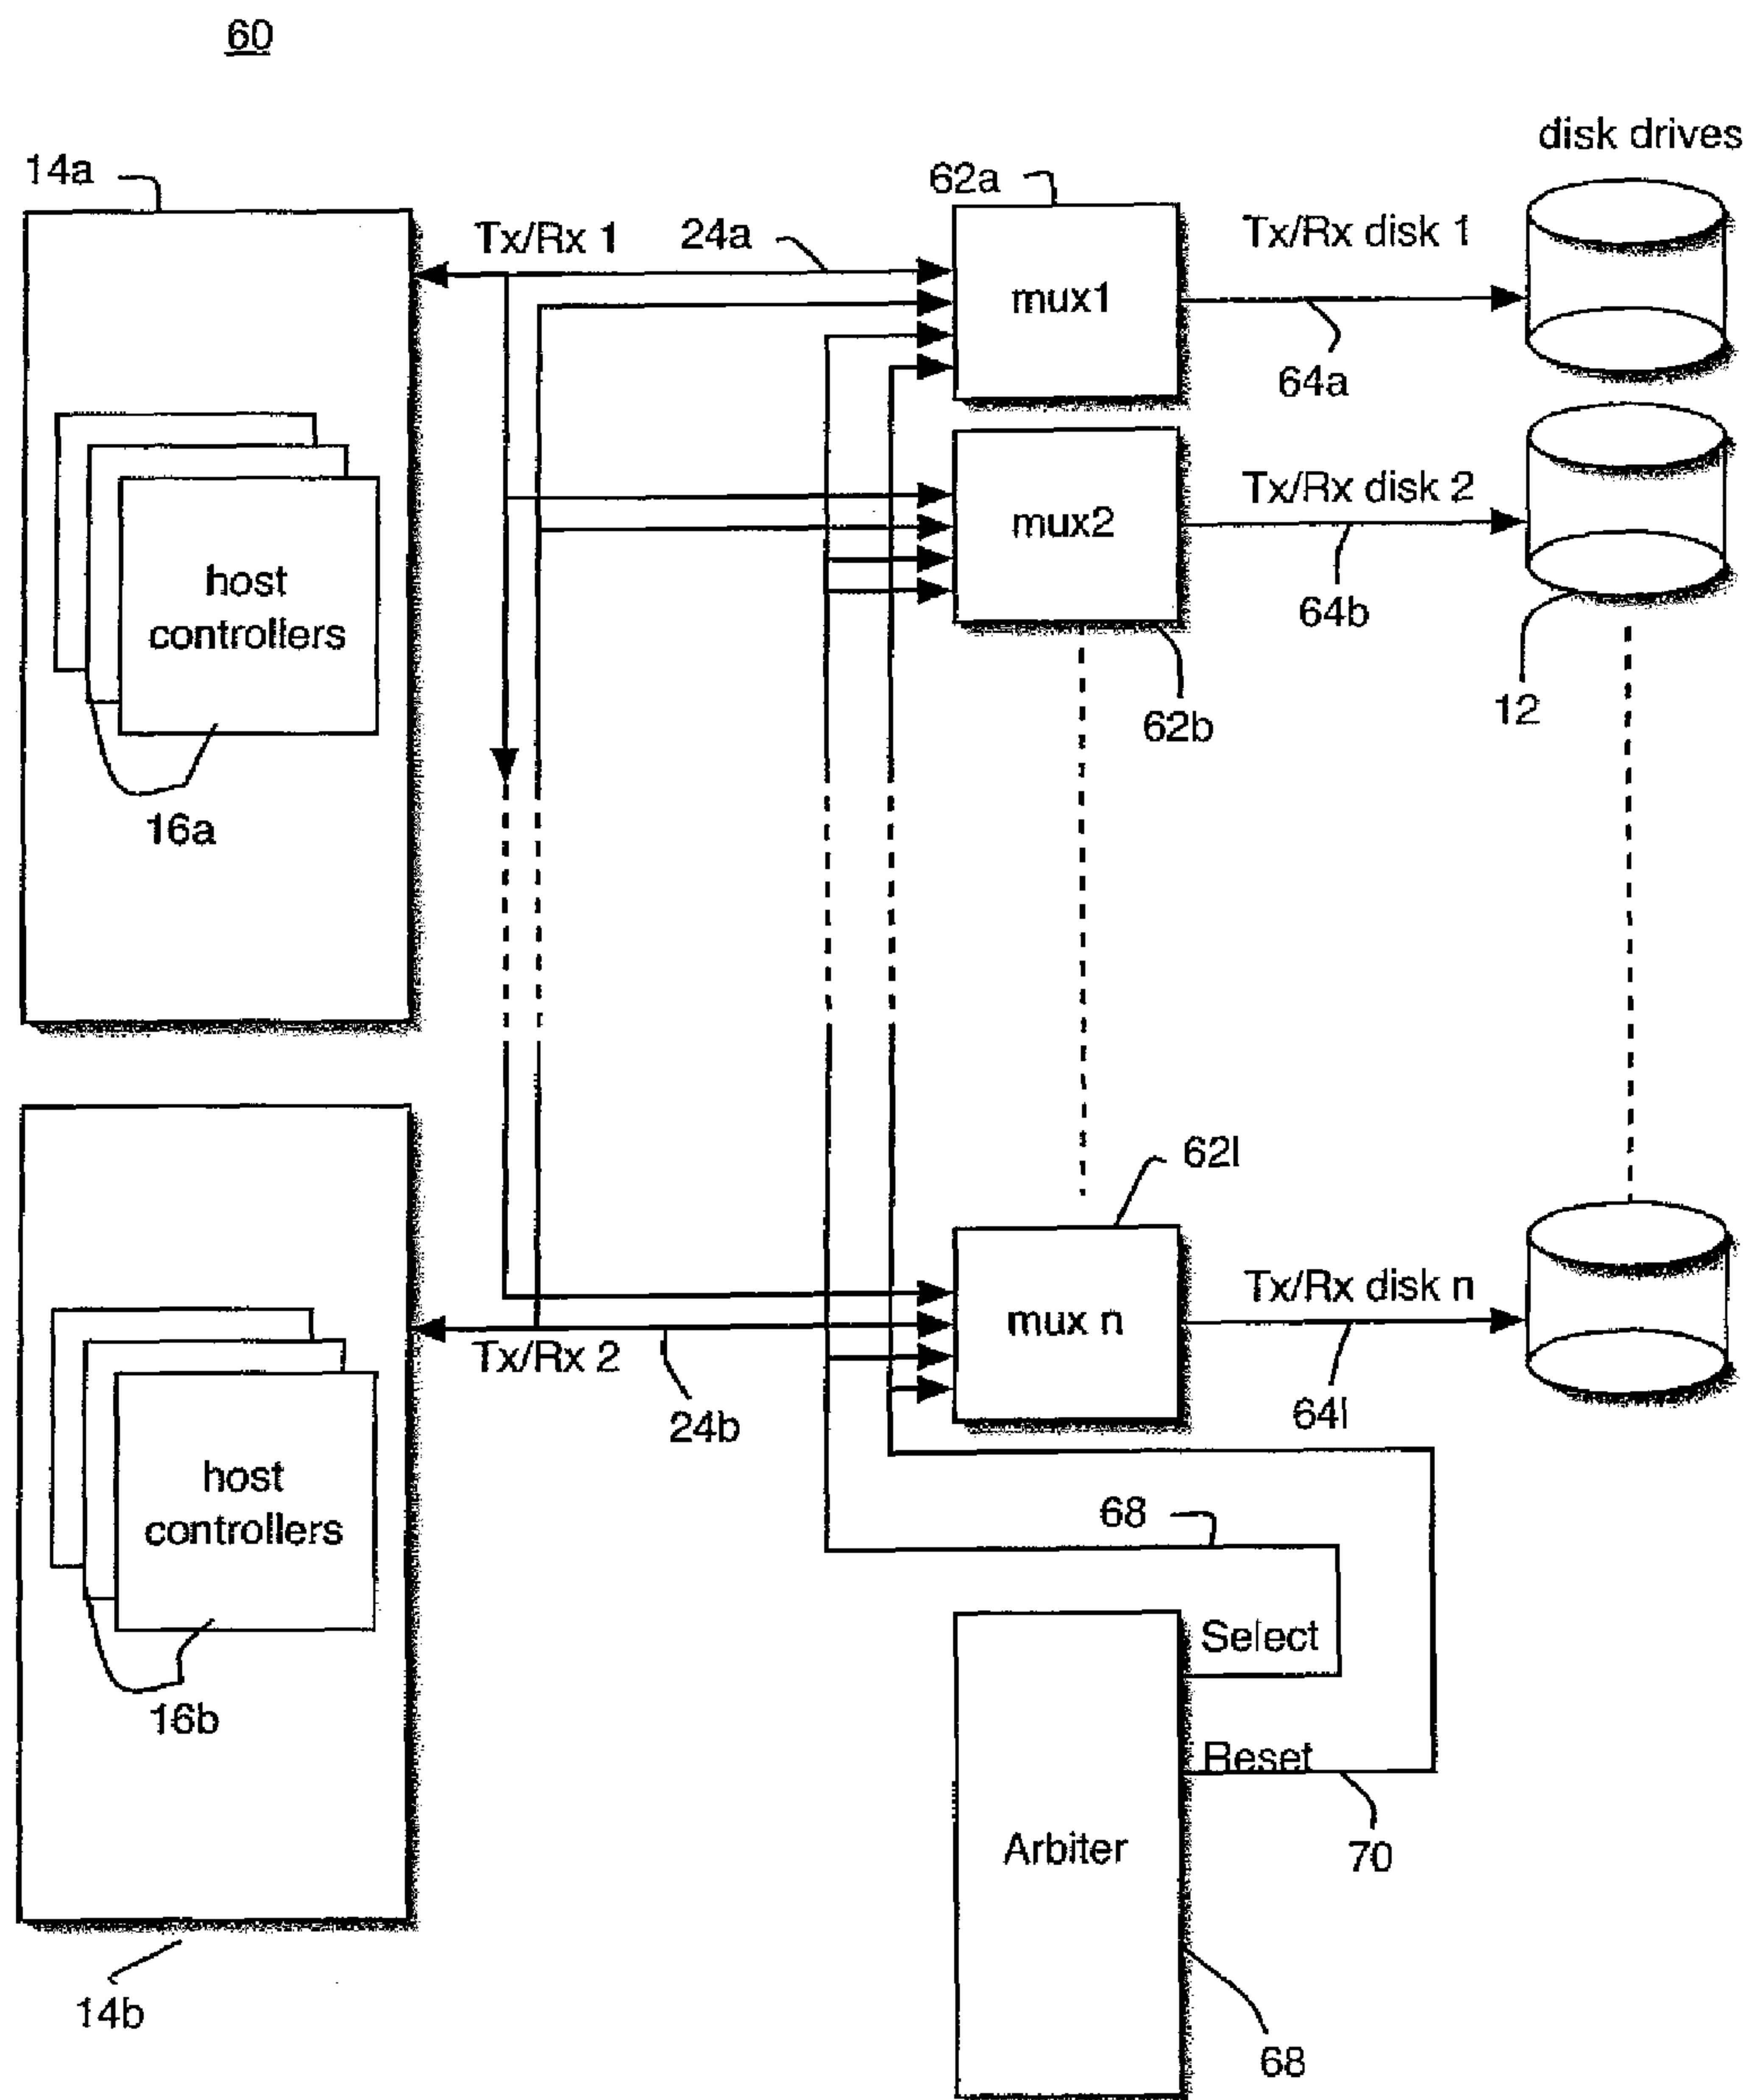 60
disk drives
14a
62a
Tx/Rx 1
24a
Tx/Rx disk 1
mux1
64a
Tx/Rx disk 2
mux2
host
controllers
64b
12
62b
16a
62l
Tx/Rx disk n
mux n
Tx/Rx 2
64l
24b
host
controllers
68
Select
16b
Reset
Arbiter
70
14b
68